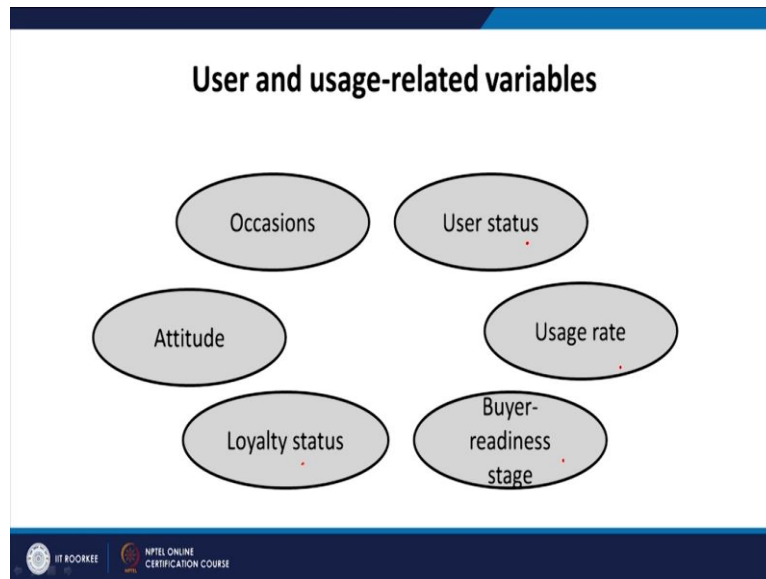 User and usage-related variables
Occasions
User status
Attitude
Usage rate
Loyalty status
Buyer-
readiness
stage
IIT ROORKEE
NPTEL ONLINE
CERTIFICATION COURSE